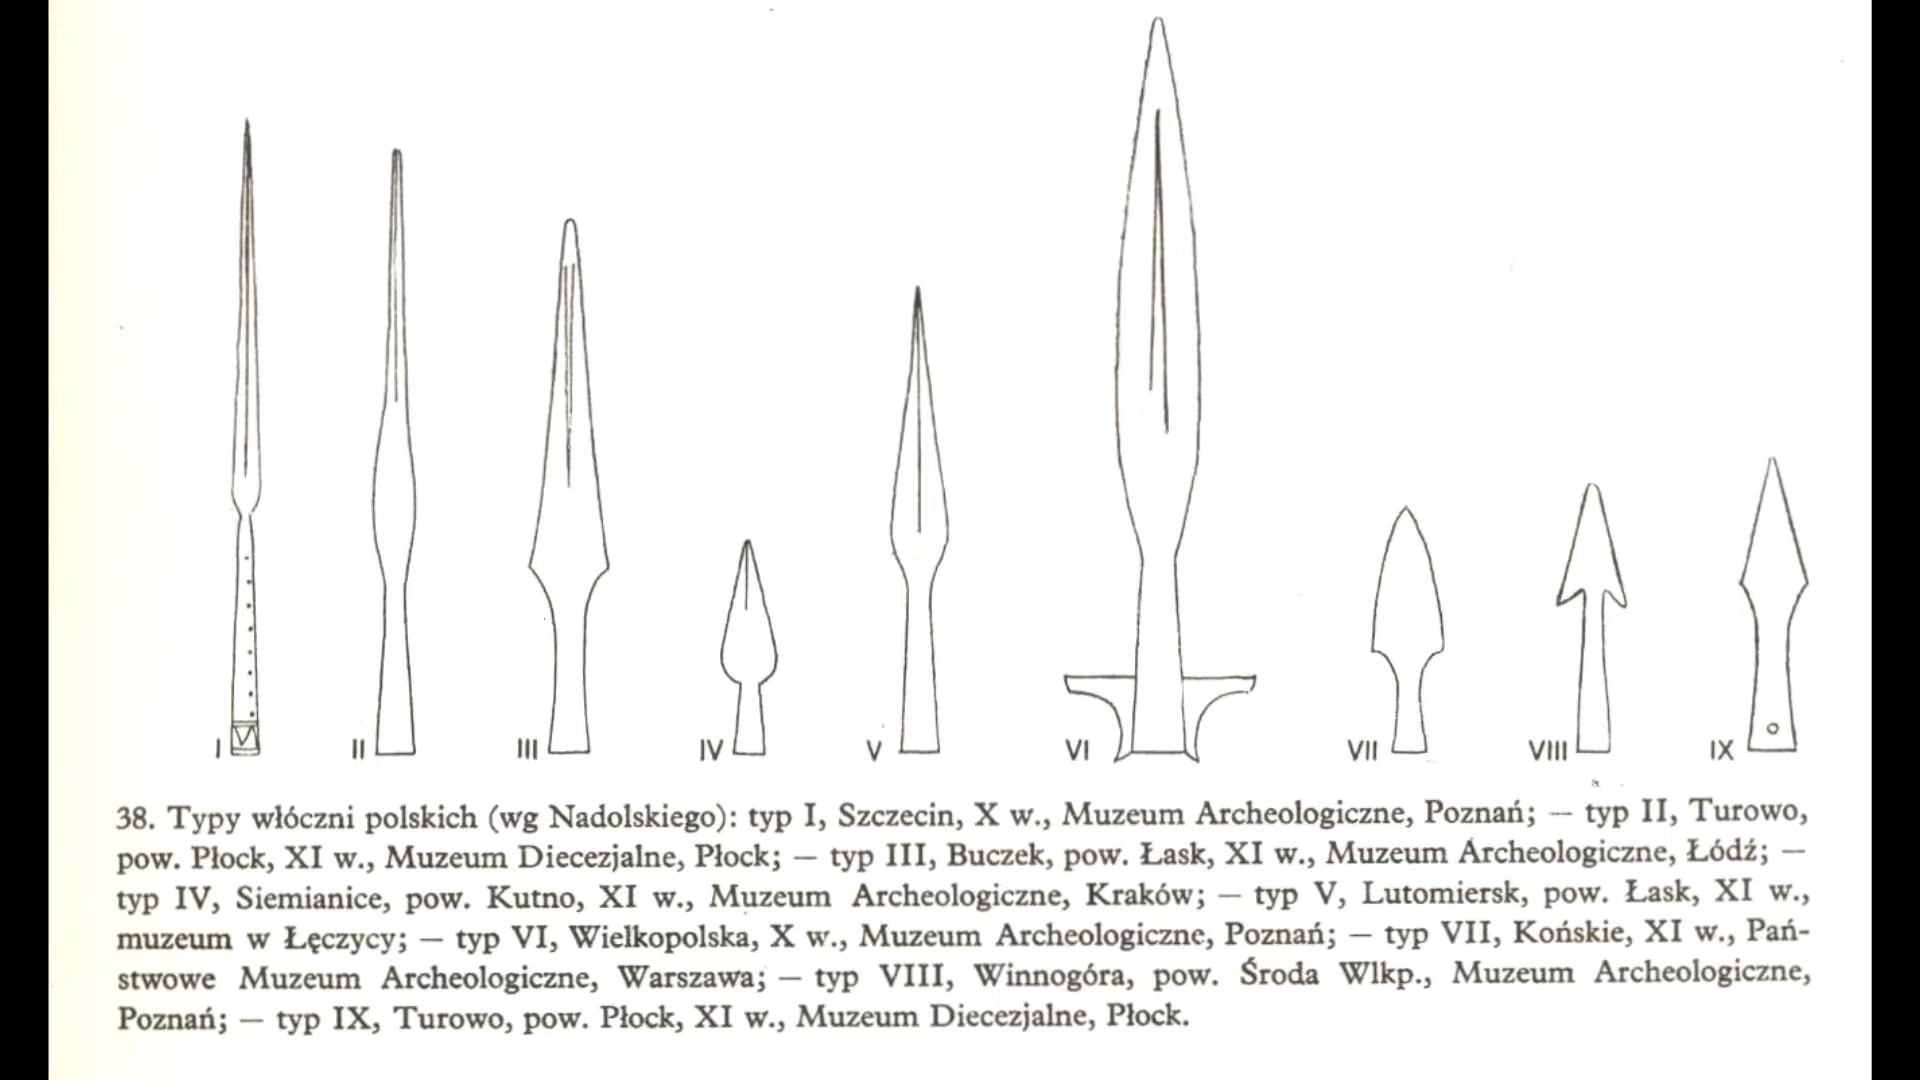 I II III IV V VI VII VIII IX
38. Typy włóczni polskich (wg Nadolskiego): typ I, Szczecin, X w., Muzeum Archeologiczne, Poznań; — typ II, Turowo,
pow. Płock, XI w., Muzeum Diecezjalne, Płock; — typ III, Buczek, pow. Łask, XI w., Muzeum Archeologiczne, Łódź; —
typ IV, Siemianice, pow. Kutno, XI w., Muzeum Archeologiczne, Kraków; — typ V, Lutomiersk, pow. Łask, XI w.,
muzeum w Łęczycy; — typ VI, Wielkopolska, X w., Muzeum Archeologiczne, Poznań; — typ VII, Końskie, XI w., Pań-
stwowe Muzeum Archeologiczne, Warszawa; — typ VIII, Winnogóra, pow. Środa Wlkp., Muzeum Archeologiczne,
Poznań; — typ IX, Turowo, pow. Płock, XI w., Muzeum Diecezjalne, Płock.